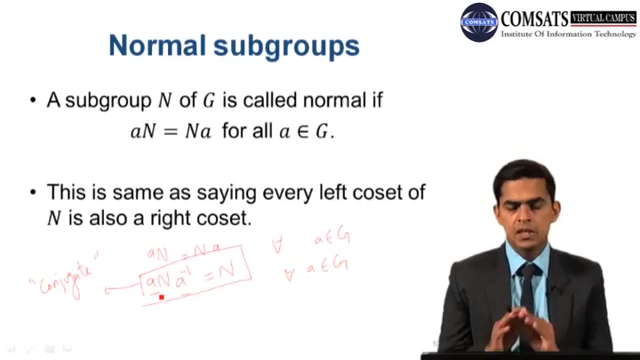 COMSATS VIRTUAL CAMPUS
Institute Of Information Technology
Normal subgroups
• A subgroup N of G is called normal if
aN = Na for all a ∈ G.
• This is same as saying every left coset of
N is also a right coset.
aN = Na ∀ a ∈ G
"Conjugate" aNa⁻¹ = N ∀ a ∈ G